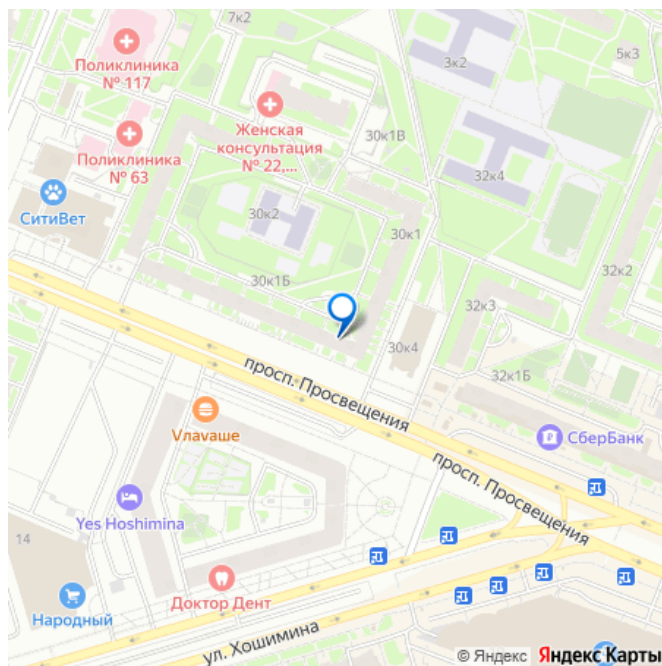 7к2
5к3
Поликлиника
№ 117
3к2
Женская
консультация
№ 22,...
30к1В
Поликлиника
№ 63
32к4
СитиВет
30к2
30к1
30к1Б
32к2
32к3
30к4
32к1Б
просп. Просвещения
Vлаваше
СберБанк
просп. Просвещения
Yes Hoshimina
14
Народный
Доктор Дент
ул. Хошимина
© Яндекс Яндекс Карты